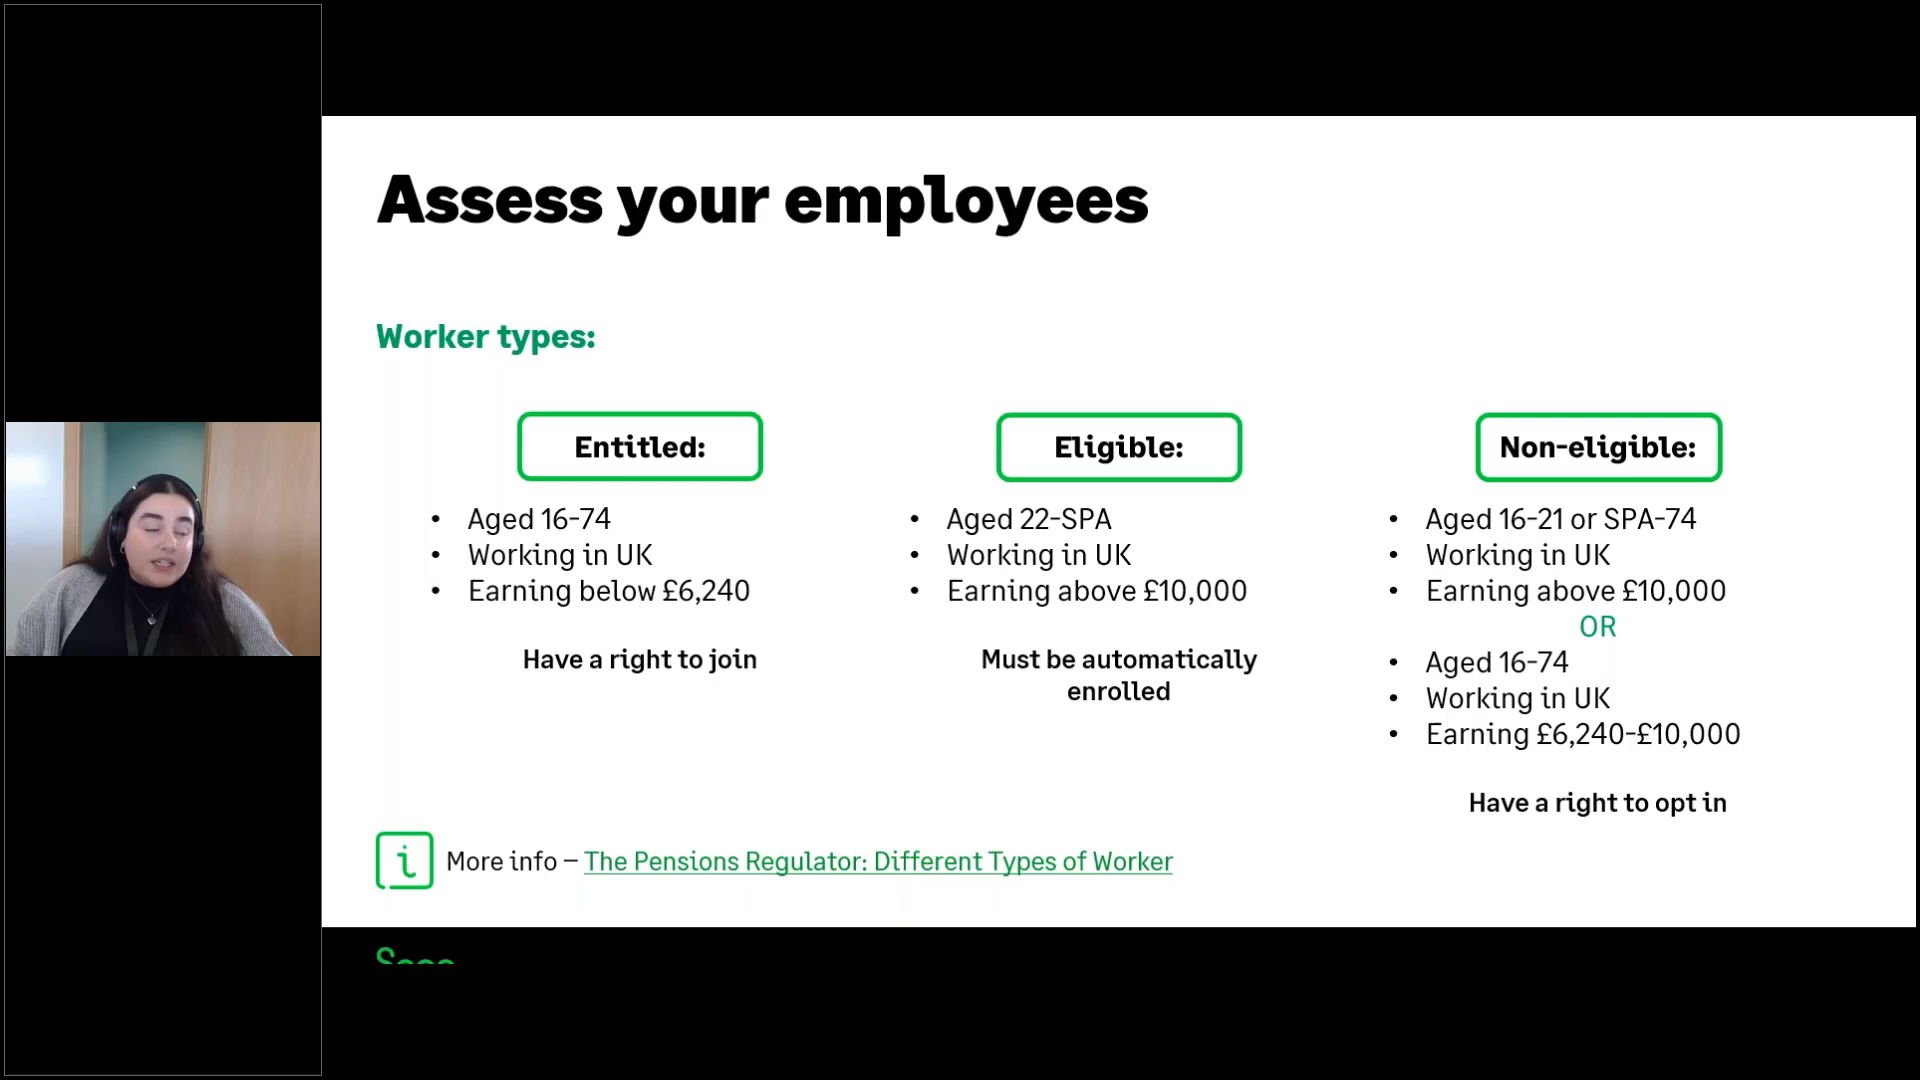 Assess your employees
Worker types:
Entitled:
• Aged 16-74
• Working in UK
• Earning below £6,240
Have a right to join
Eligible:
• Aged 22-SPA
• Working in UK
• Earning above £10,000
Must be automatically
enrolled
Non-eligible:
• Aged 16-21 or SPA-74
• Working in UK
• Earning above £10,000
OR
• Aged 16-74
• Working in UK
• Earning £6,240-£10,000
Have a right to opt in
i More info – The Pensions Regulator: Different Types of Worker